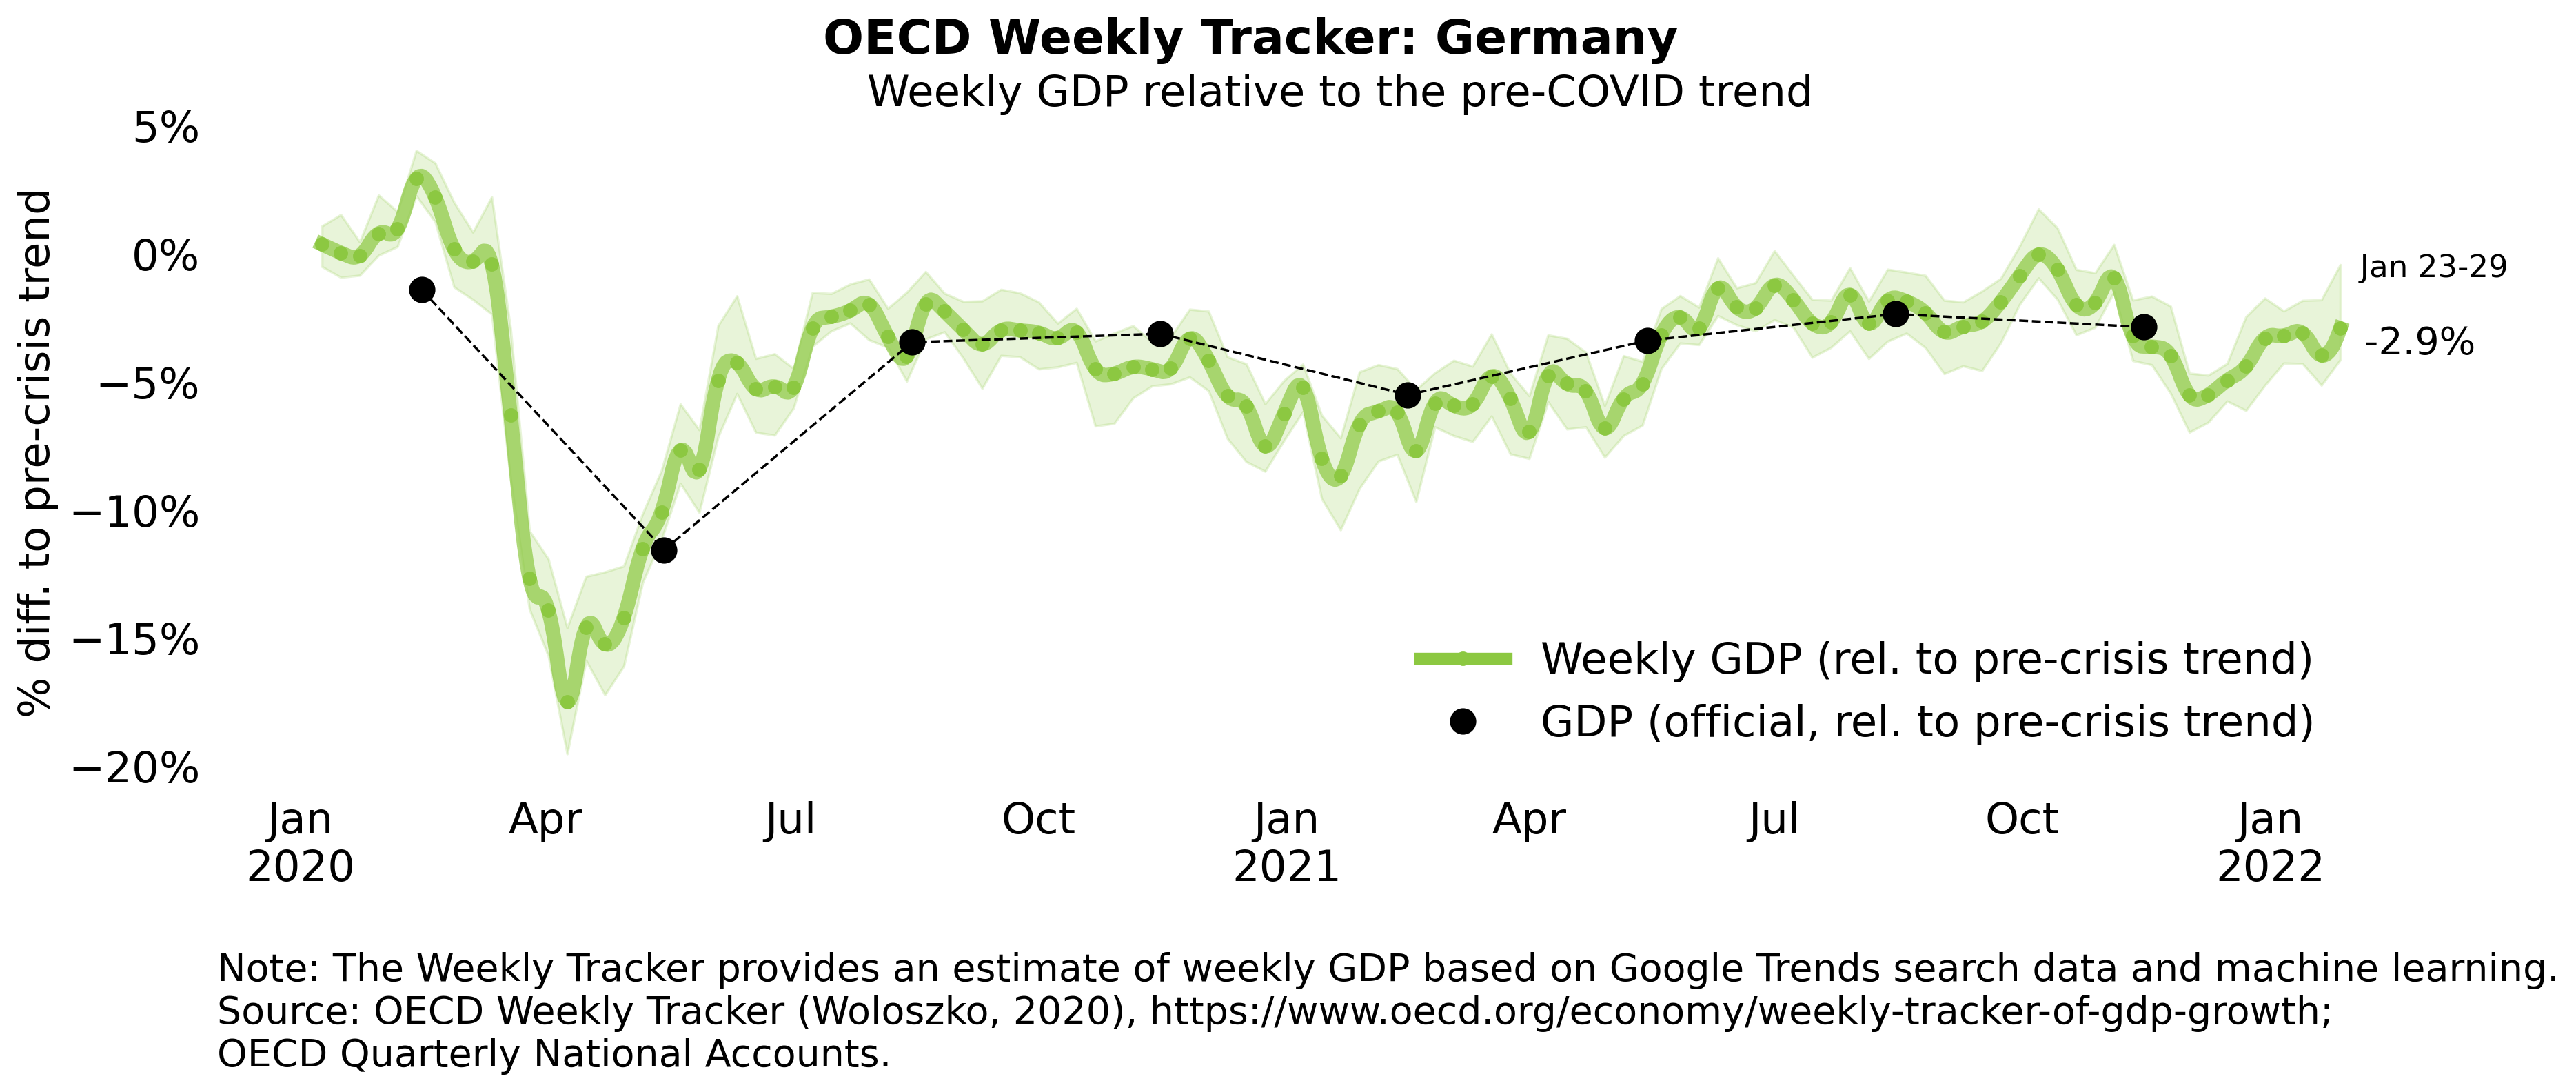 OECD Weekly Tracker: Germany
Weekly GDP relative to the pre-COVID trend
% diff. to pre-crisis trend
5%
0%
−5%
−10%
−15%
−20%
Jan 23-29
-2.9%
Weekly GDP (rel. to pre-crisis trend)
GDP (official, rel. to pre-crisis trend)
Jan Apr Jul Oct Jan Apr Jul Oct Jan
2020 2021 2022
Note: The Weekly Tracker provides an estimate of weekly GDP based on Google Trends search data and machine learning.
Source: OECD Weekly Tracker (Woloszko, 2020), https://www.oecd.org/economy/weekly-tracker-of-gdp-growth;
OECD Quarterly National Accounts.